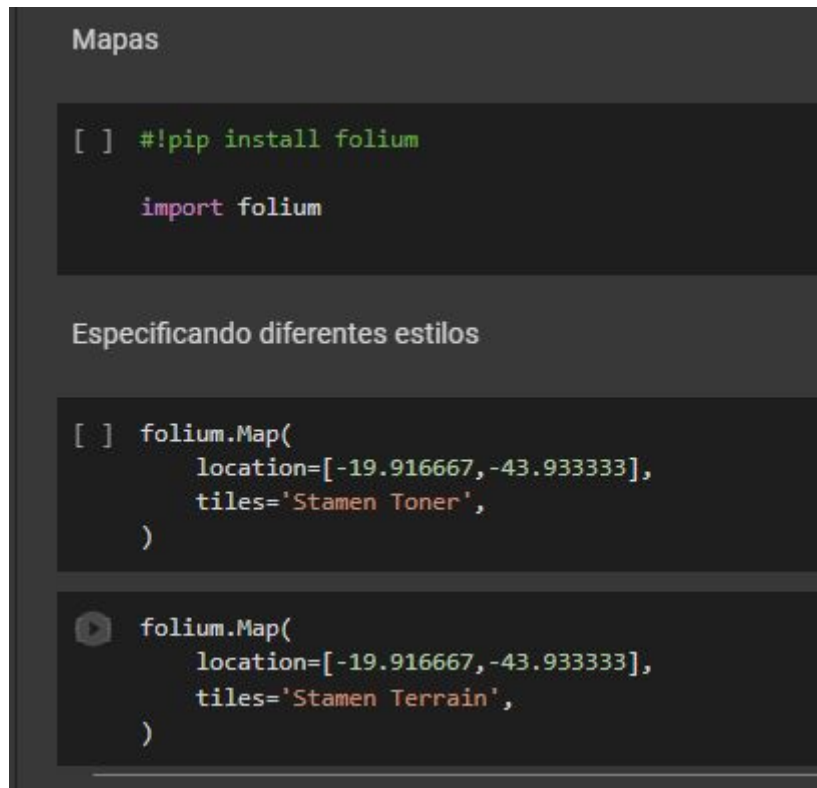 Mapas
[ ] #!pip install folium
import folium
Especificando diferentes estilos
[ ] folium.Map(
location=[-19.916667,-43.933333],
tiles='Stamen Toner',
)
folium.Map(
location=[-19.916667,-43.933333],
tiles='Stamen Terrain',
)